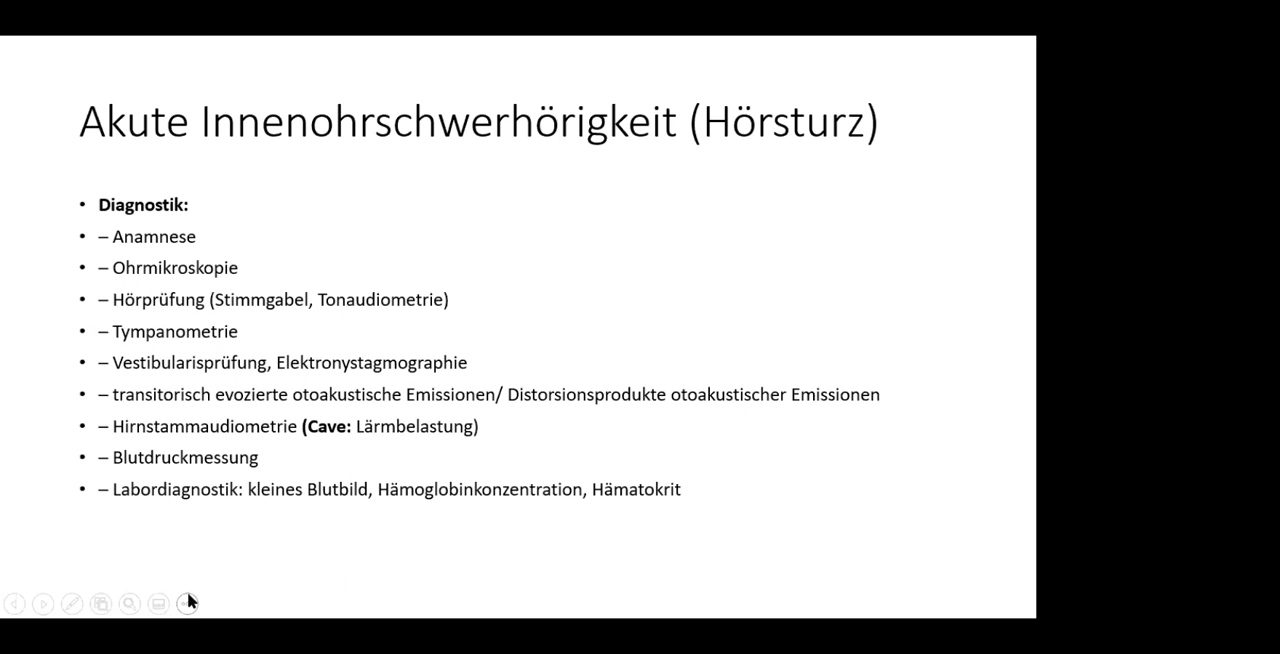 Akute Innenohrschwerhörigkeit (Hörsturz)
• Diagnostik:
• – Anamnese
• – Ohrmikroskopie
• – Hörprüfung (Stimmgabel, Tonaudiometrie)
• – Tympanometrie
• – Vestibularisprüfung, Elektronystagmographie
• – transitorisch evozierte otoakustische Emissionen/ Distorsionsprodukte otoakustischer Emissionen
• – Hirnstammaudiometrie (Cave: Lärmbelastung)
• – Blutdruckmessung
• – Labordiagnostik: kleines Blutbild, Hämoglobinkonzentration, Hämatokrit